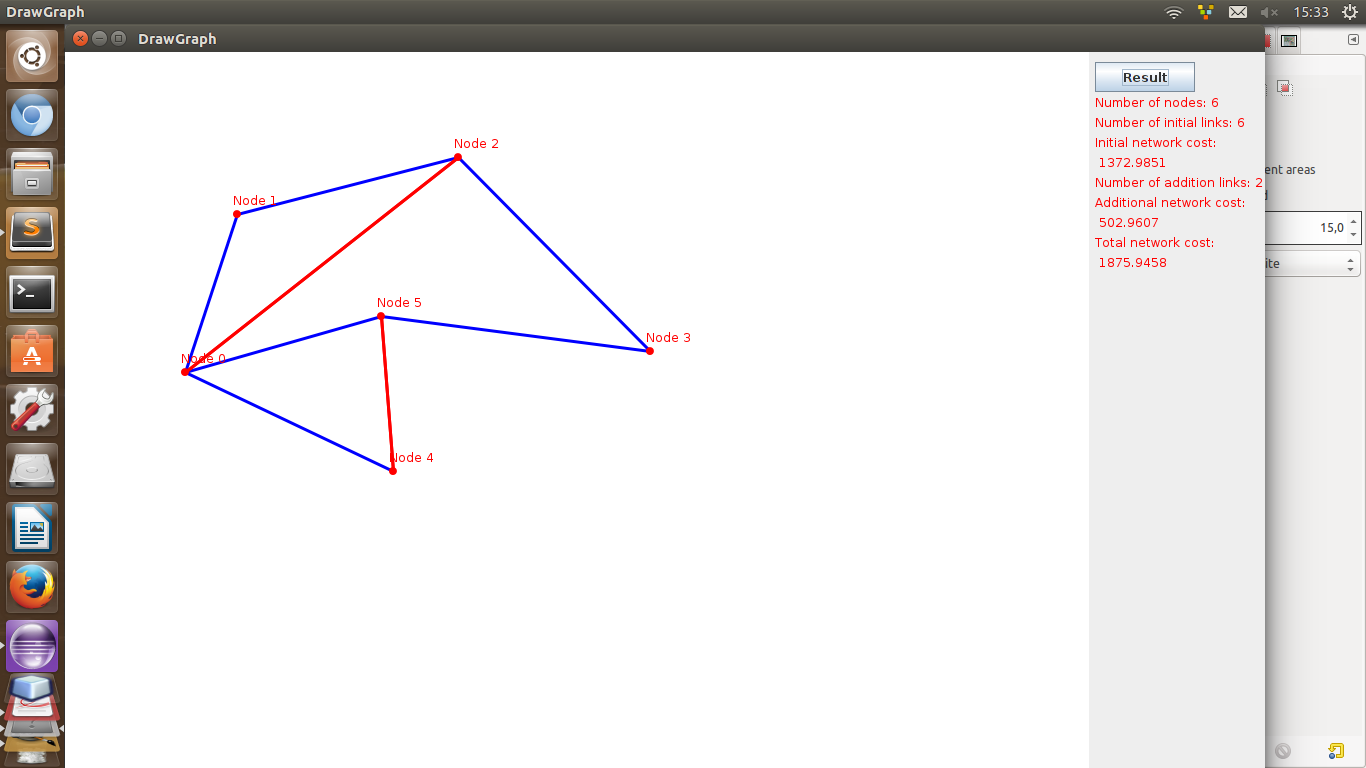 DrawGraph
15:33
DrawGraph
Result
Number of nodes: 6
Number of initial links: 6
Initial network cost:
1372.9851
Number of addition links: 2
Additional network cost:
502.9607
Total network cost:
1875.9458
Node 2
Node 1
Node 5
Node 3
Node 0
Node 4
ent areas
d
15,0
ite